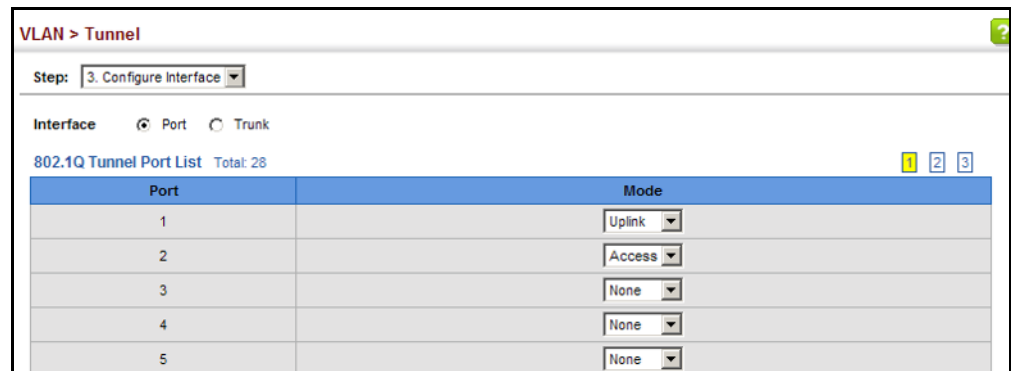 VLAN > Tunnel
?
Step: 3. Configure Interface
Interface Port Trunk
802.1Q Tunnel Port List Total: 28 1 2 3
Port Mode
1 Uplink
2 Access
3 None
4 None
5 None